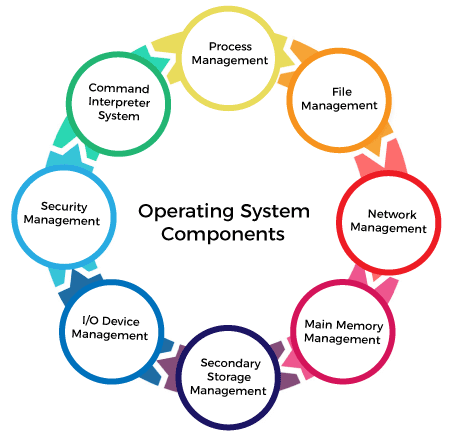 Process
Management
File
Management
Network
Management
Main Memory
Management
Secondary
Storage
Management
I/O Device
Management
Security
Management
Command
Interpreter
System
Operating System
Components